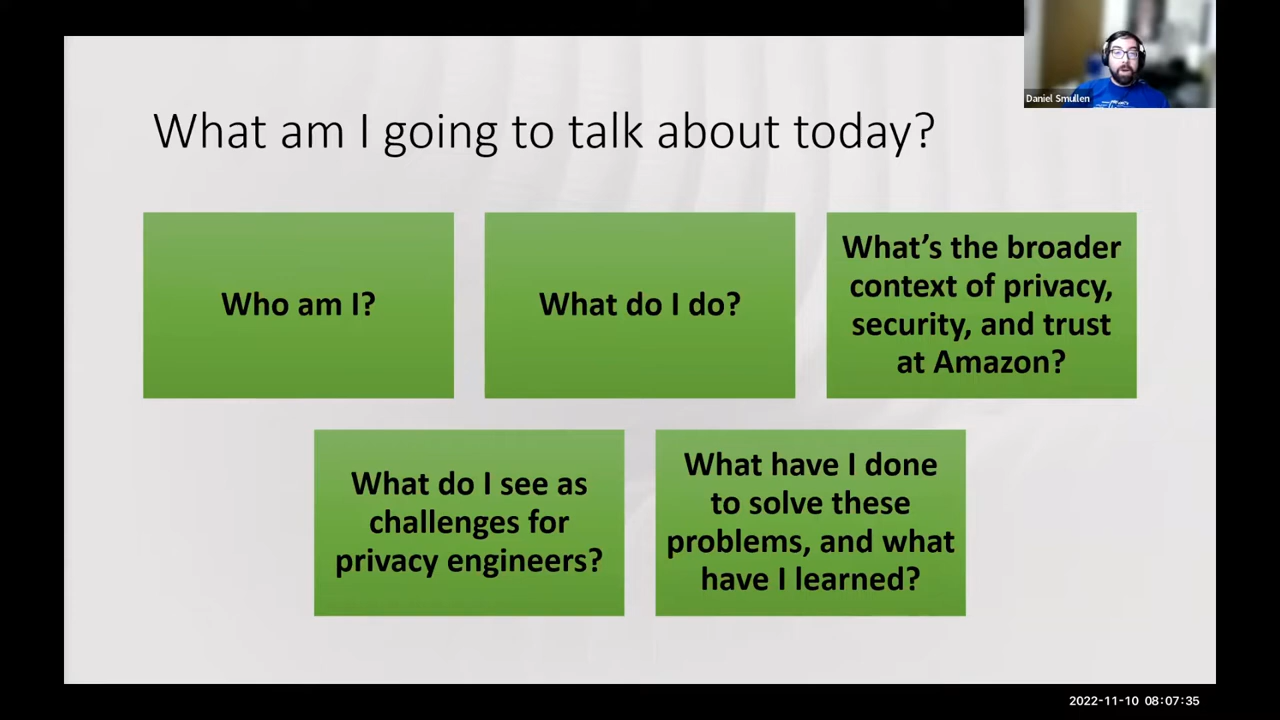 Daniel Smullen
What am I going to talk about today?
Who am I?
What do I do?
What’s the broader
context of privacy,
security, and trust
at Amazon?
What do I see as
challenges for
privacy engineers?
What have I done
to solve these
problems, and what
have I learned?
2022-11-10 08:07:35